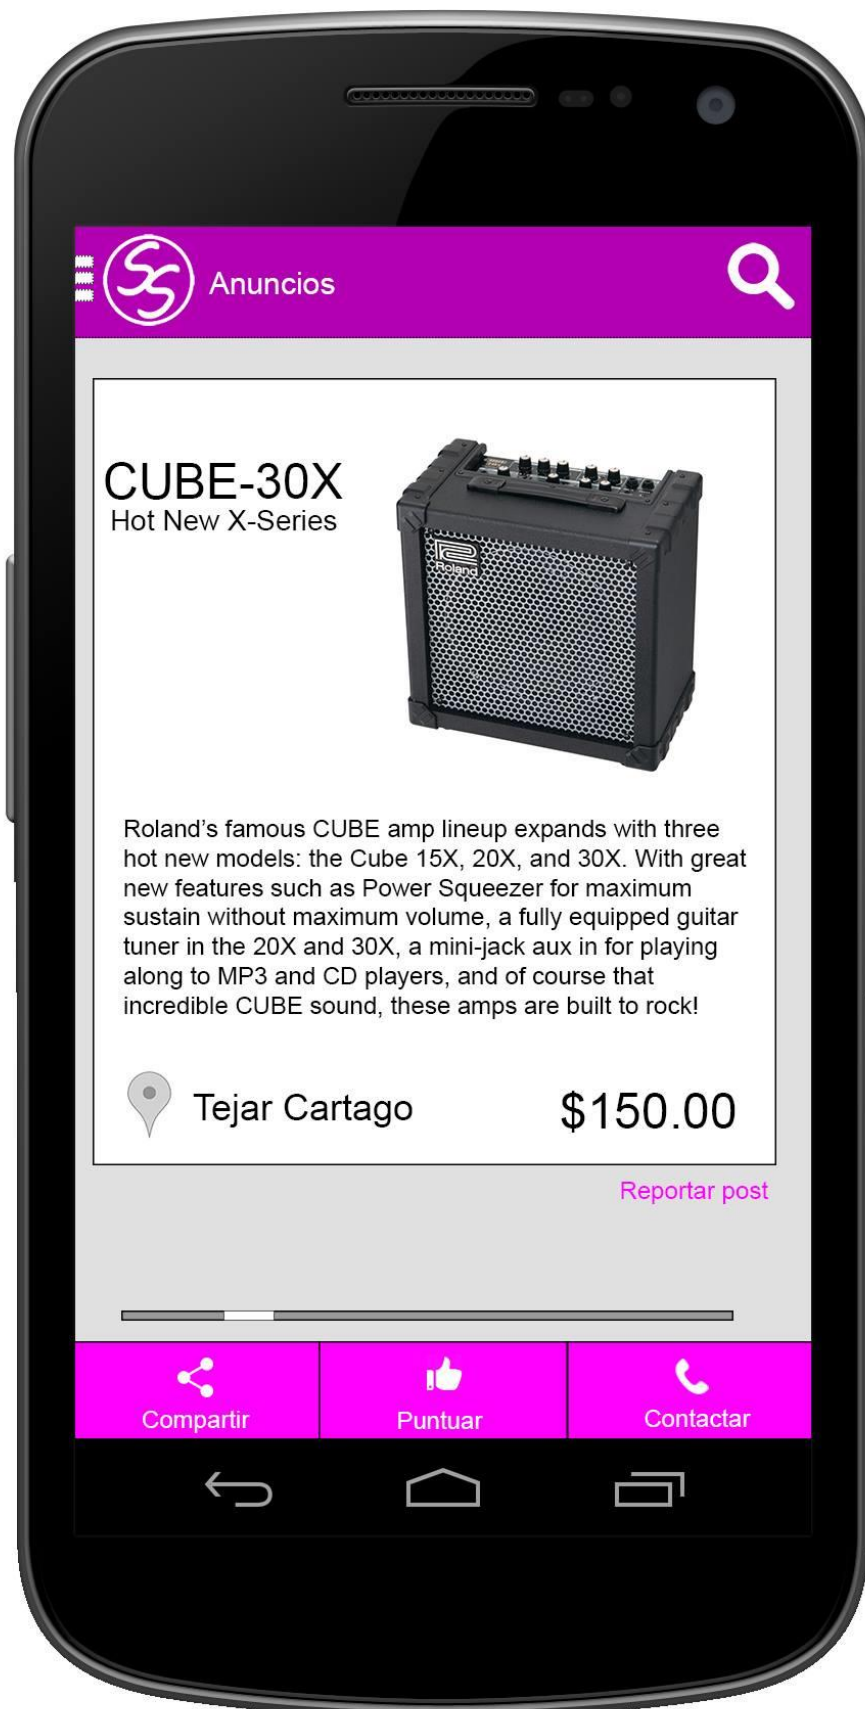 SS
Anuncios
CUBE-30X
Hot New X-Series
Roland
Roland’s famous CUBE amp lineup expands with three
hot new models: the Cube 15X, 20X, and 30X. With great
new features such as Power Squeezer for maximum
sustain without maximum volume, a fully equipped guitar
tuner in the 20X and 30X, a mini-jack aux in for playing
along to MP3 and CD players, and of course that
incredible CUBE sound, these amps are built to rock!
Tejar Cartago
$150.00
Reportar post
Compartir
Puntuar
Contactar